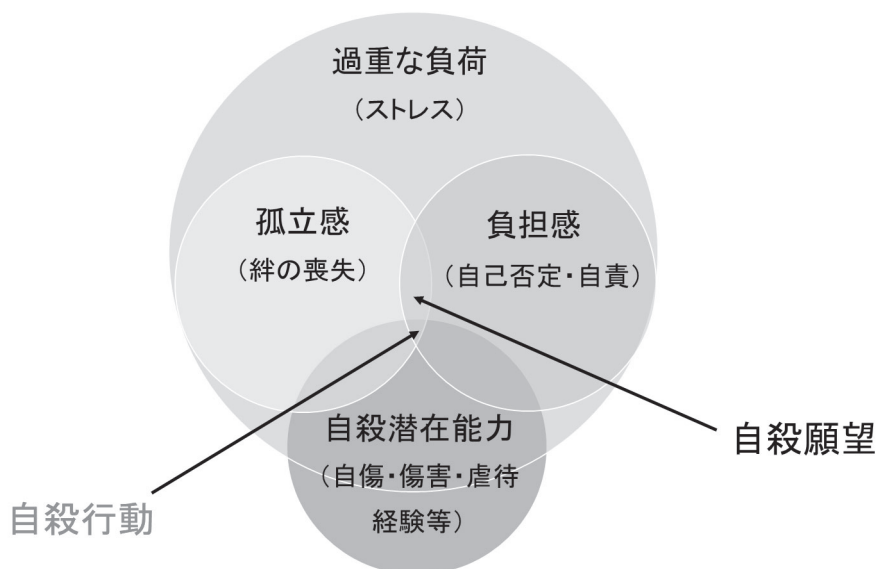 過重な負荷
（ストレス）
孤立感
（絆の喪失）
負担感
（自己否定・自責）
自殺潜在能力
（自傷・傷害・虐待
経験等）
自殺願望
自殺行動